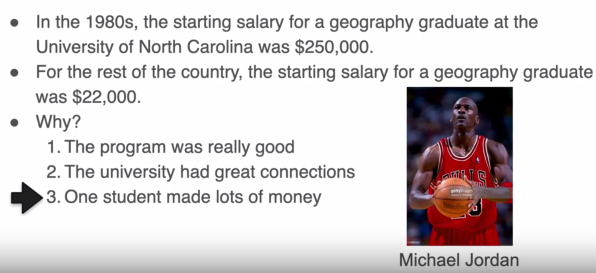 ● In the 1980s, the starting salary for a geography graduate at the
University of North Carolina was $250,000.
● For the rest of the country, the starting salary for a geography graduate
was $22,000.
● Why?
1. The program was really good
2. The university had great connections
3. One student made lots of money
BULLS
Michael Jordan